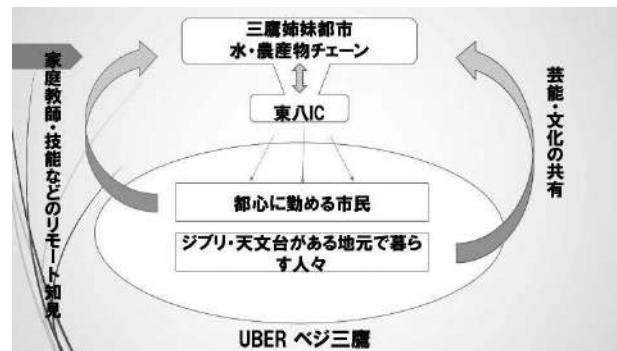 三鷹姉妹都市
水・農産物チェーン
東八IC
家庭教師・技能などのリモート知見
芸能・文化の共有
都心に勤める市民
ジブリ・天文台がある地元で暮ら
す人々
UBER ベジ三鷹